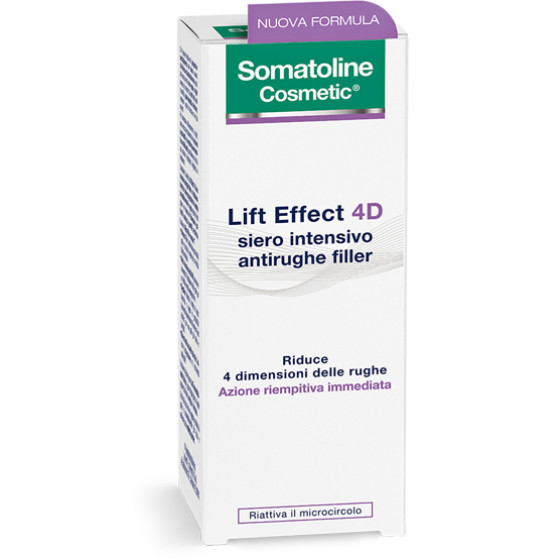 NUOVA FORMULA
Somatoline
Cosmetic®
Lift Effect 4D
siero intensivo
antirughe filler
Riduce
4 dimensioni delle rughe
Azione riempitiva immediata
Riattiva il microcircolo